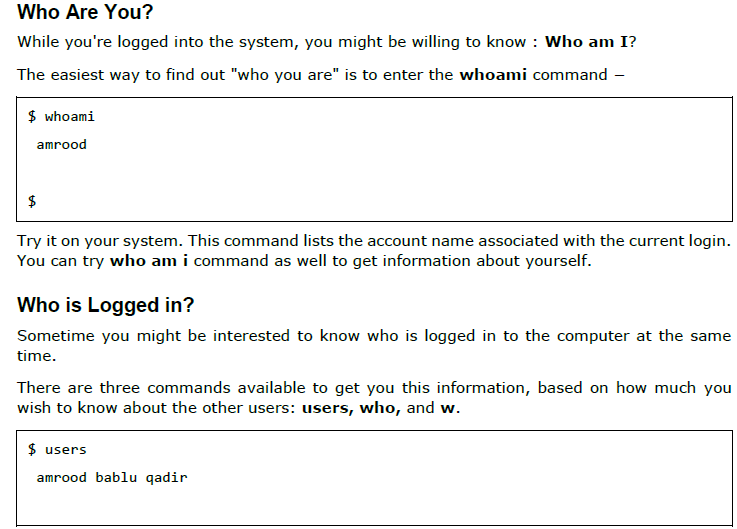 Who Are You?
While you're logged into the system, you might be willing to know : Who am I?
The easiest way to find out "who you are" is to enter the whoami command –
$ whoami
amrood
$
Try it on your system. This command lists the account name associated with the current login.
You can try who am i command as well to get information about yourself.
Who is Logged in?
Sometime you might be interested to know who is logged in to the computer at the same
time.
There are three commands available to get you this information, based on how much you
wish to know about the other users: users, who, and w.
$ users
amrood bablu qadir